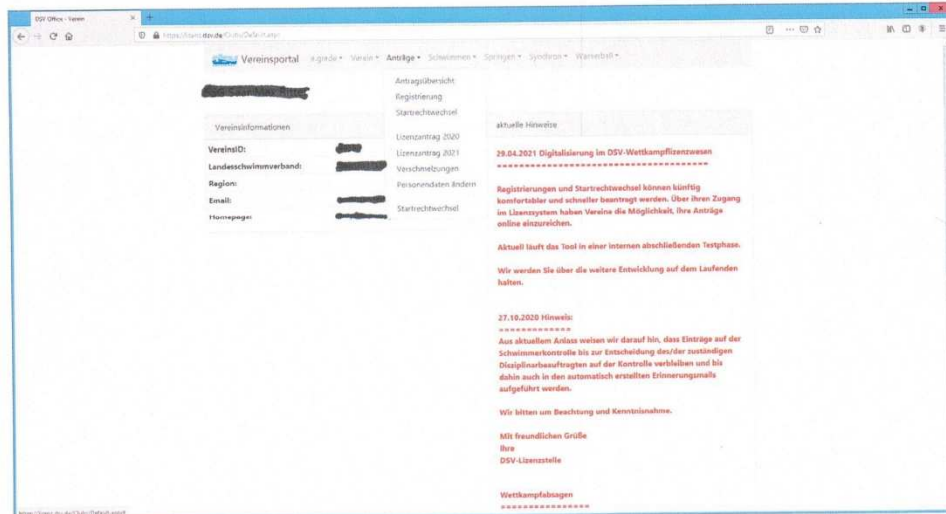 DSV Office - Verein
Vereinsportal
Verein
Anträge
Schwimmen
Springen
Synchron
Wasserball
Antragsübersicht
Registrierung
Startrechtwechsel
Lizenzantrag 2020
Lizenzantrag 2021
Verschmelzungen
Personendaten ändern
Startrechtwechsel
Vereinsinformationen
VereinsID:
Landesschwimmverband:
Region:
Email:
Homepage:
aktuelle Hinweise
29.04.2021 Digitalisierung im DSV-Wettkampflizenzwesen
======================================
Registrierungen und Startrechtwechsel können künftig
komfortabler und schneller beantragt werden. Über ihren Zugang
im Lizenzsystem haben Vereine die Möglichkeit, ihre Anträge
online einzureichen.
Aktuell läuft das Tool in einer internen abschließenden Testphase.
Wir werden Sie über die weitere Entwicklung auf dem Laufenden
halten.
27.10.2020 Hinweis:
=============
Aus aktuellem Anlass weisen wir darauf hin, dass Einträge auf der
Schwimmerkontrolle bis zur Entscheidung des/der zuständigen
Disziplinarbeauftragten auf der Kontrolle verbleiben und bis
dahin auch in den automatisch erstellten Erinnerungsmails
aufgeführt werden.
Wir bitten um Beachtung und Kenntnisnahme.
Mit freundlichen Grüße
Ihre
DSV-Lizenzstelle
Wettkampfabsagen
================